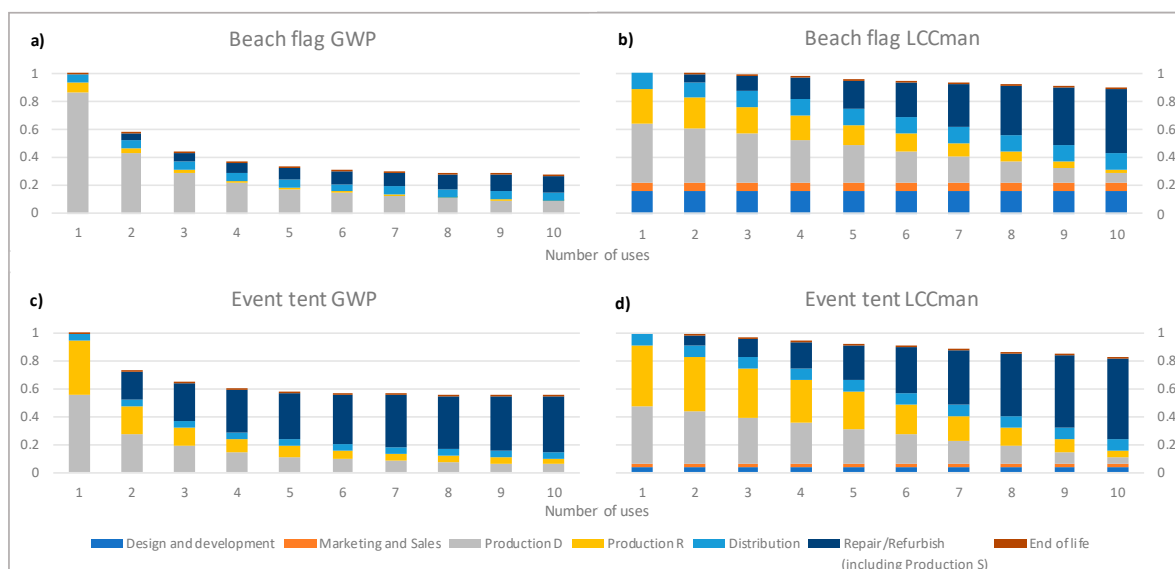 a)
Beach flag GWP
1
0.8
0.6
0.4
0.2
0
1 2 3 4 5 6 7 8 9 10
Number of uses
b)
Beach flag LCCman
1
0.8
0.6
0.4
0.2
0
1 2 3 4 5 6 7 8 9 10
c)
Event tent GWP
1
0.8
0.6
0.4
0.2
0
1 2 3 4 5 6 7 8 9 10
Number of uses
d)
Event tent LCCman
1
0.8
0.6
0.4
0.2
0
1 2 3 4 5 6 7 8 9 10
Design and development Marketing and Sales Production D Production R Distribution Repair/Refurbish End of life
(including Production S)